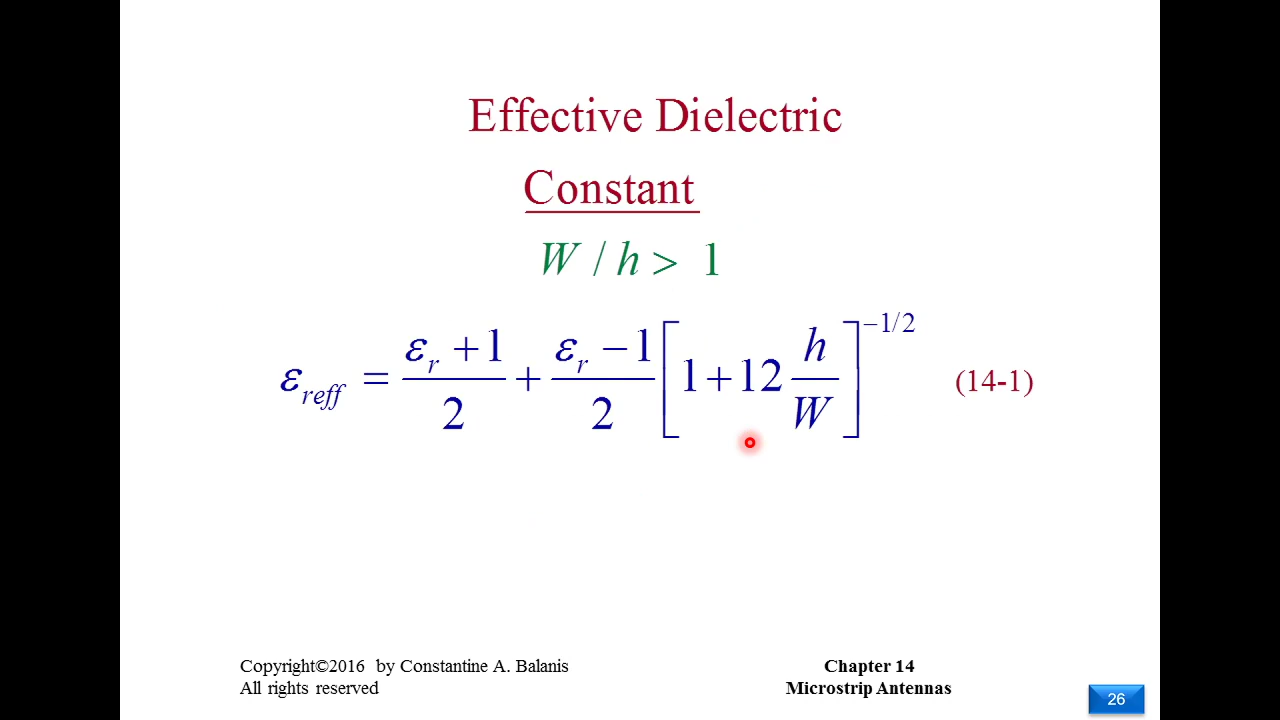 Effective Dielectric
Constant
W / h > 1
ε_reff = (ε_r + 1)/2 + (ε_r − 1)/2 [1 + 12 h/W]^(−1/2) (14-1)
Copyright©2016 by Constantine A. Balanis
All rights reserved
Chapter 14
Microstrip Antennas
26